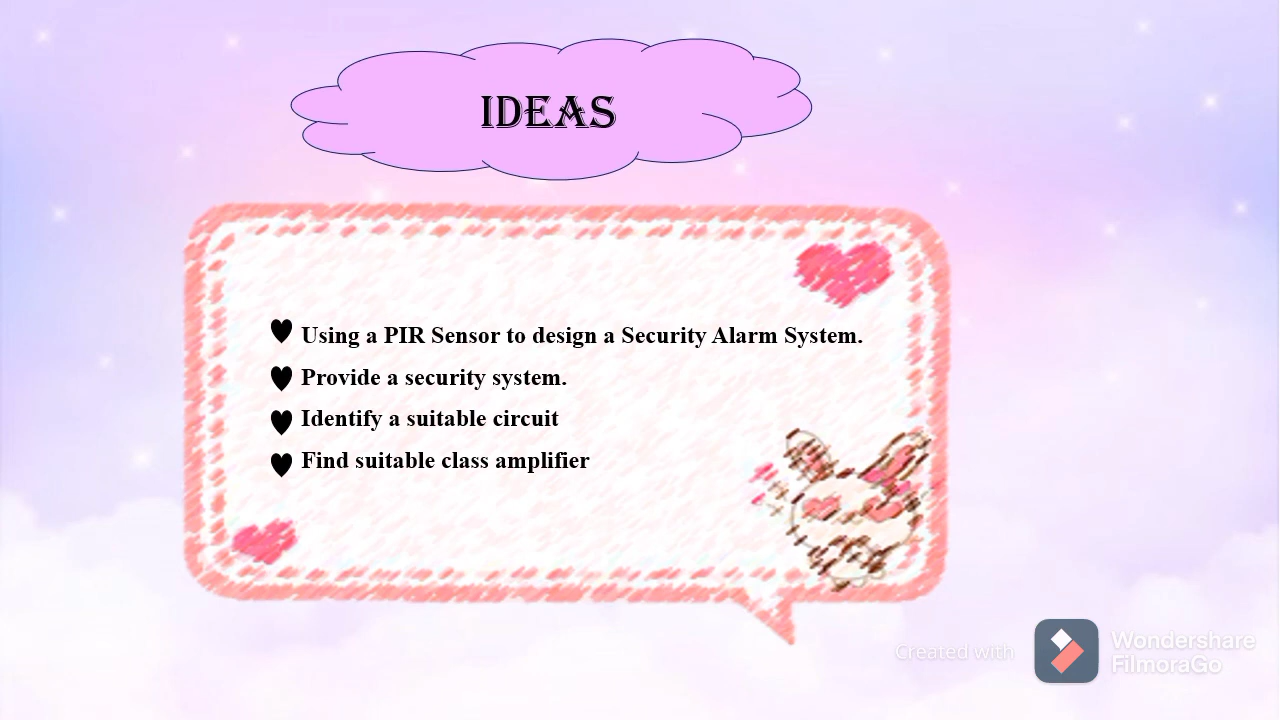 IDEAS
Using a PIR Sensor to design a Security Alarm System.
Provide a security system.
Identify a suitable circuit
Find suitable class amplifier
Created with
Wondershare
FilmoraGo